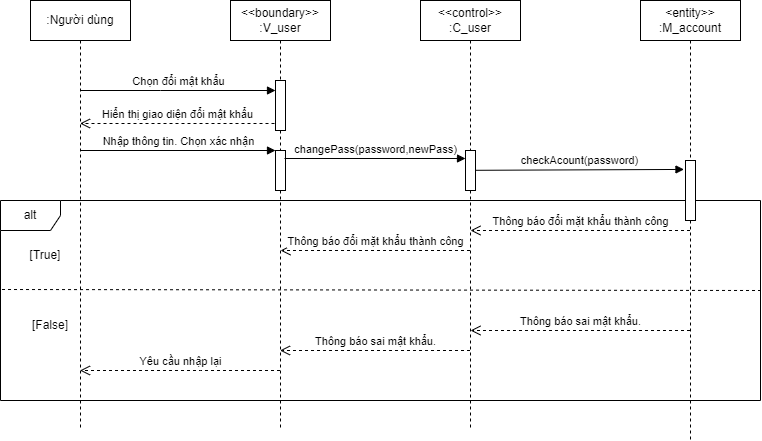 :Người dùng
<<boundary>>
:V_user
<<control>>
:C_user
<entity>>
:M_account
Chọn đổi mật khẩu
Hiển thị giao diện đổi mật khẩu
Nhập thông tin. Chọn xác nhận
changePass(password,newPass)
checkAcount(password)
alt
Thông báo đổi mật khẩu thành công
Thông báo đổi mật khẩu thành công
[True]
[False]
Thông báo sai mật khẩu.
Thông báo sai mật khẩu.
Yêu cầu nhập lại